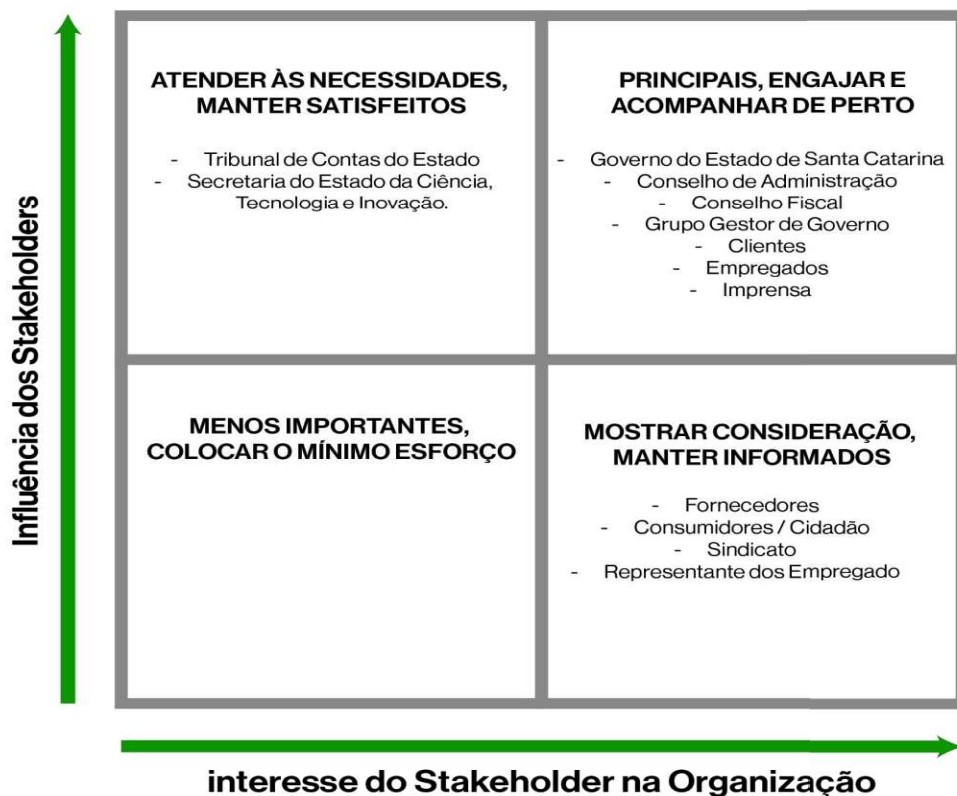 Influência dos Stakeholders
ATENDER ÀS NECESSIDADES,
MANTER SATISFEITOS
- Tribunal de Contas do Estado
- Secretaria do Estado da Ciência,
Tecnologia e Inovação.
PRINCIPAIS, ENGAJAR E
ACOMPANHAR DE PERTO
- Governo do Estado de Santa Catarina
- Conselho de Administração
- Conselho Fiscal
- Grupo Gestor de Governo
- Clientes
- Empregados
- Imprensa
MENOS IMPORTANTES,
COLOCAR O MÍNIMO ESFORÇO
MOSTRAR CONSIDERAÇÃO,
MANTER INFORMADOS
- Fornecedores
- Consumidores / Cidadão
- Sindicato
- Representante dos Empregado
interesse do Stakeholder na Organização